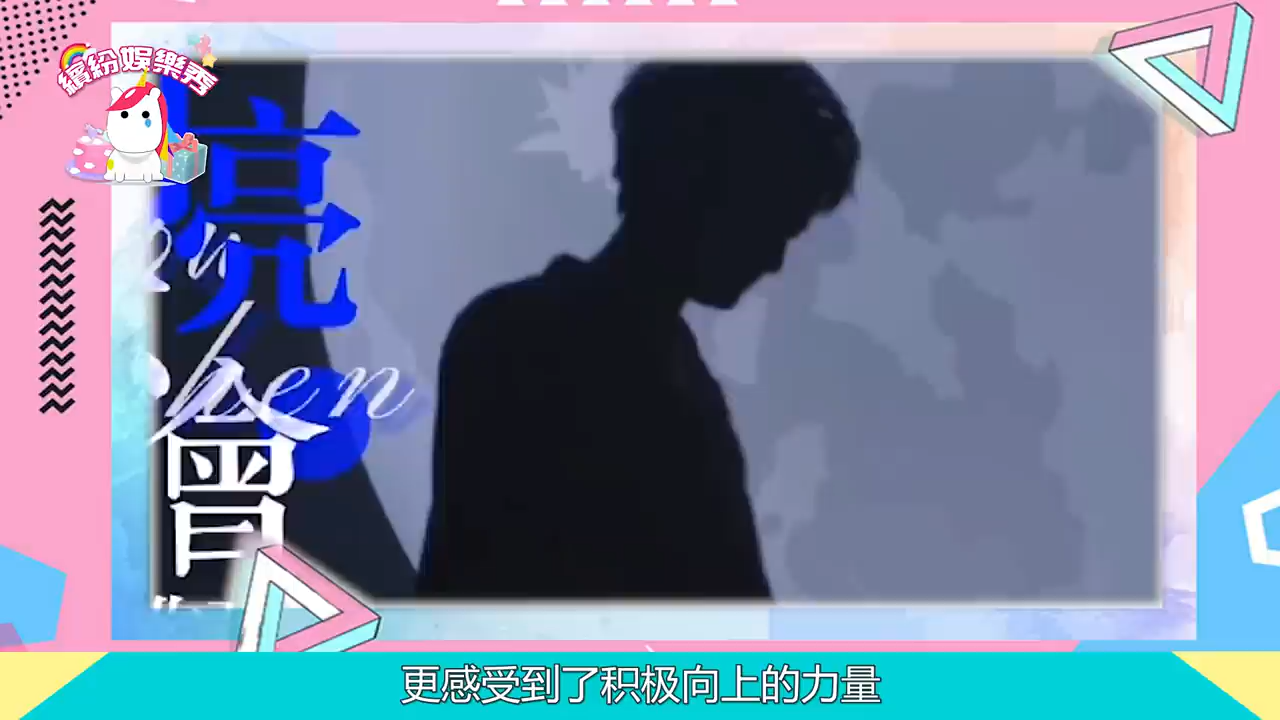 繽紛娛樂秀
亮
hen
曾
更感受到了积极向上的力量